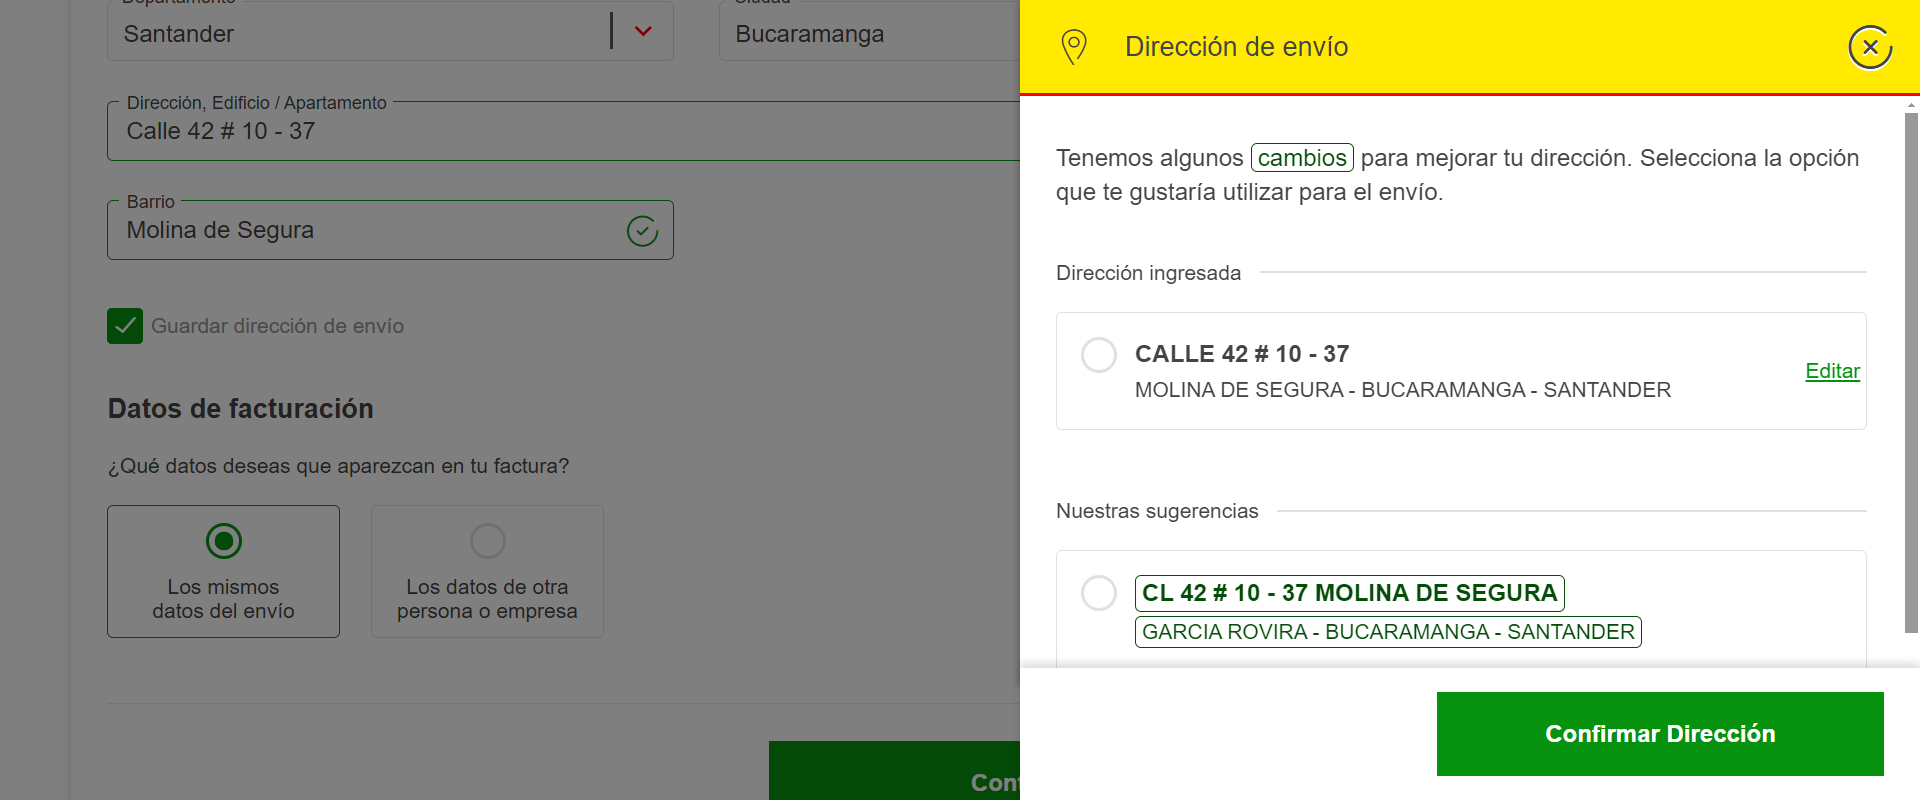 Santander
Bucaramanga
Dirección, Edificio / Apartamento
Calle 42 # 10 - 37
Barrio
Molina de Segura
Guardar dirección de envío
Datos de facturación
¿Qué datos deseas que aparezcan en tu factura?
Los mismos
datos del envío
Los datos de otra
persona o empresa
Dirección de envío
Tenemos algunos cambios para mejorar tu dirección. Selecciona la opción
que te gustaría utilizar para el envío.
Dirección ingresada
CALLE 42 # 10 - 37
MOLINA DE SEGURA - BUCARAMANGA - SANTANDER
Editar
Nuestras sugerencias
CL 42 # 10 - 37 MOLINA DE SEGURA
GARCIA ROVIRA - BUCARAMANGA - SANTANDER
Confirmar Dirección